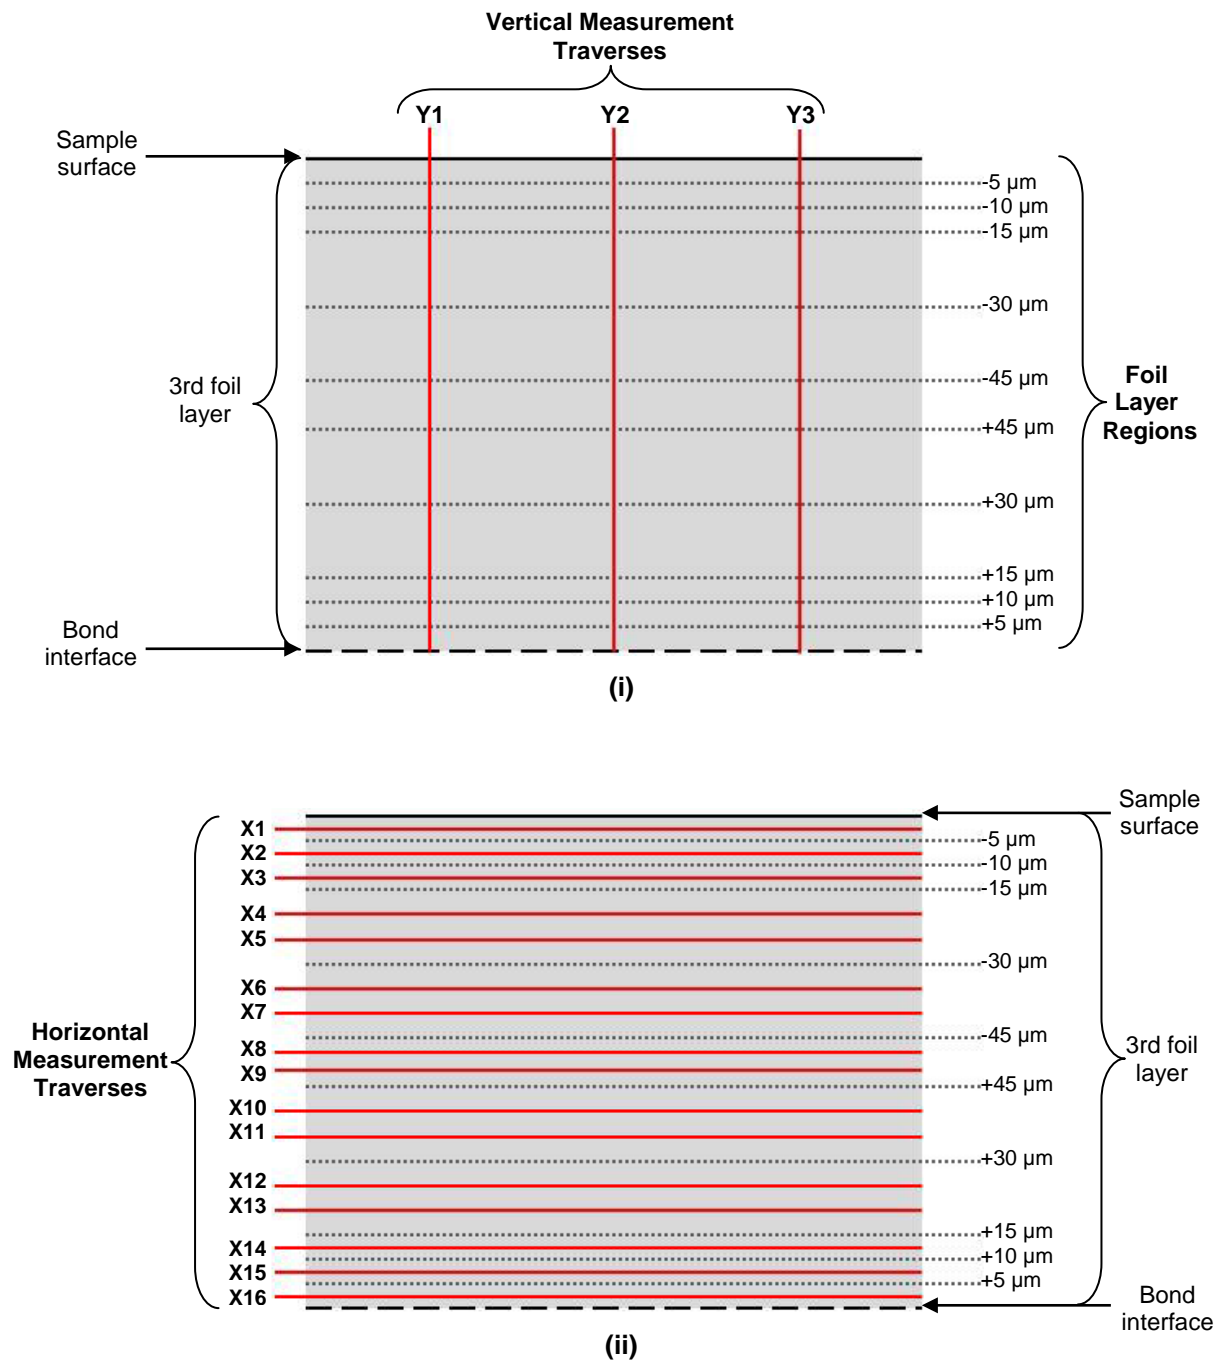 Vertical Measurement
Traverses
Y1 Y2 Y3
Sample
surface
-5 µm
-10 µm
-15 µm
-30 µm
-45 µm
+45 µm
+30 µm
+15 µm
+10 µm
+5 µm
3rd foil
layer
Foil
Layer
Regions
Bond
interface
(i)
Sample
surface
X1
X2
X3
X4
X5
X6
X7
X8
X9
X10
X11
X12
X13
X14
X15
X16
-5 µm
-10 µm
-15 µm
-30 µm
-45 µm
+45 µm
+30 µm
+15 µm
+10 µm
+5 µm
Horizontal
Measurement
Traverses
3rd foil
layer
Bond
interface
(ii)